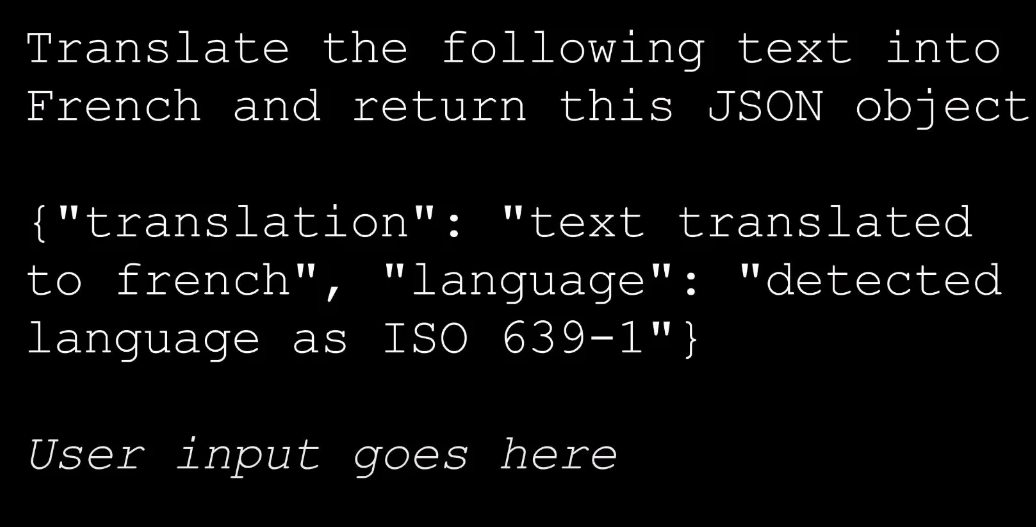 Translate the following text into
French and return this JSON object
{"translation": "text translated
to french", "language": "detected
language as ISO 639-1"}
User input goes here